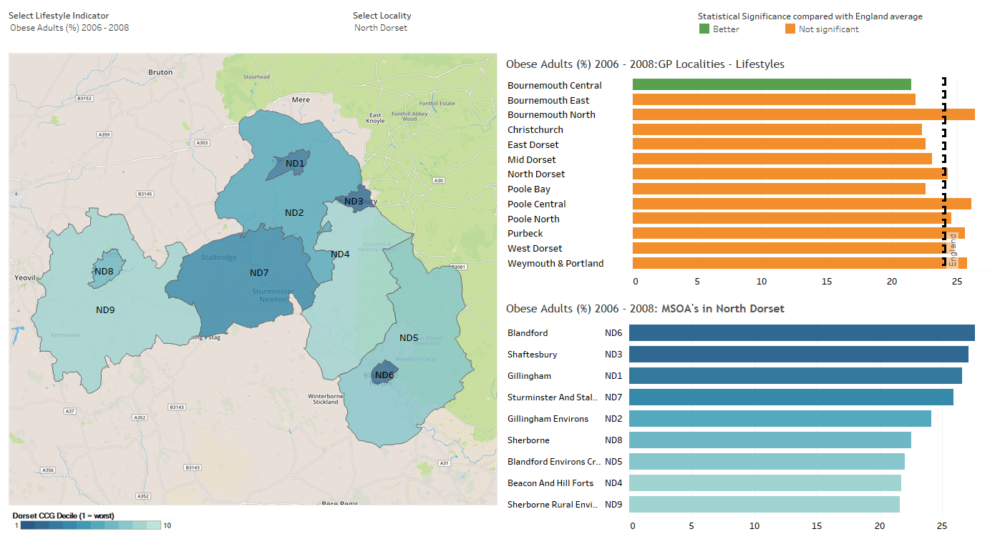 Select Lifestyle Indicator
Obese Adults (%) 2006 - 2008
Select Locality
North Dorset
Statistical Significance compared with England average
Better
Not significant
Bruton
Stourhead
B3153
Mere
Fonthill Estate
East
Knoyle
Fonthill Abbey
Wood
A359
A303
ND1
A30
B3145
ND3
ND2
Stalbridge
ND4
ND8
ND7
B3081
Yeovil
Sturminster
Newton
ND9
Yetminster
ND5
Blandford Camp
ND6
Winterborne
Stickland
A37
B3143
A352
A31
A356
B3143
A352
Bere Regis
Dorset CCG Decile (1 = worst)
1
10
Obese Adults (%) 2006 - 2008:GP Localities - Lifestyles
Bournemouth Central
Bournemouth East
Bournemouth North
Christchurch
East Dorset
Mid Dorset
North Dorset
Poole Bay
Poole Central
Poole North
Purbeck
West Dorset
Weymouth & Portland
England
0 5 10 15 20 25
Obese Adults (%) 2006 - 2008: MSOA's in North Dorset
Blandford ND6
Shaftesbury ND3
Gillingham ND1
Sturminster And Stal.. ND7
Gillingham Environs ND2
Sherborne ND8
Blandford Environs Cr.. ND5
Beacon And Hill Forts ND4
Sherborne Rural Envi.. ND9
0 5 10 15 20 25